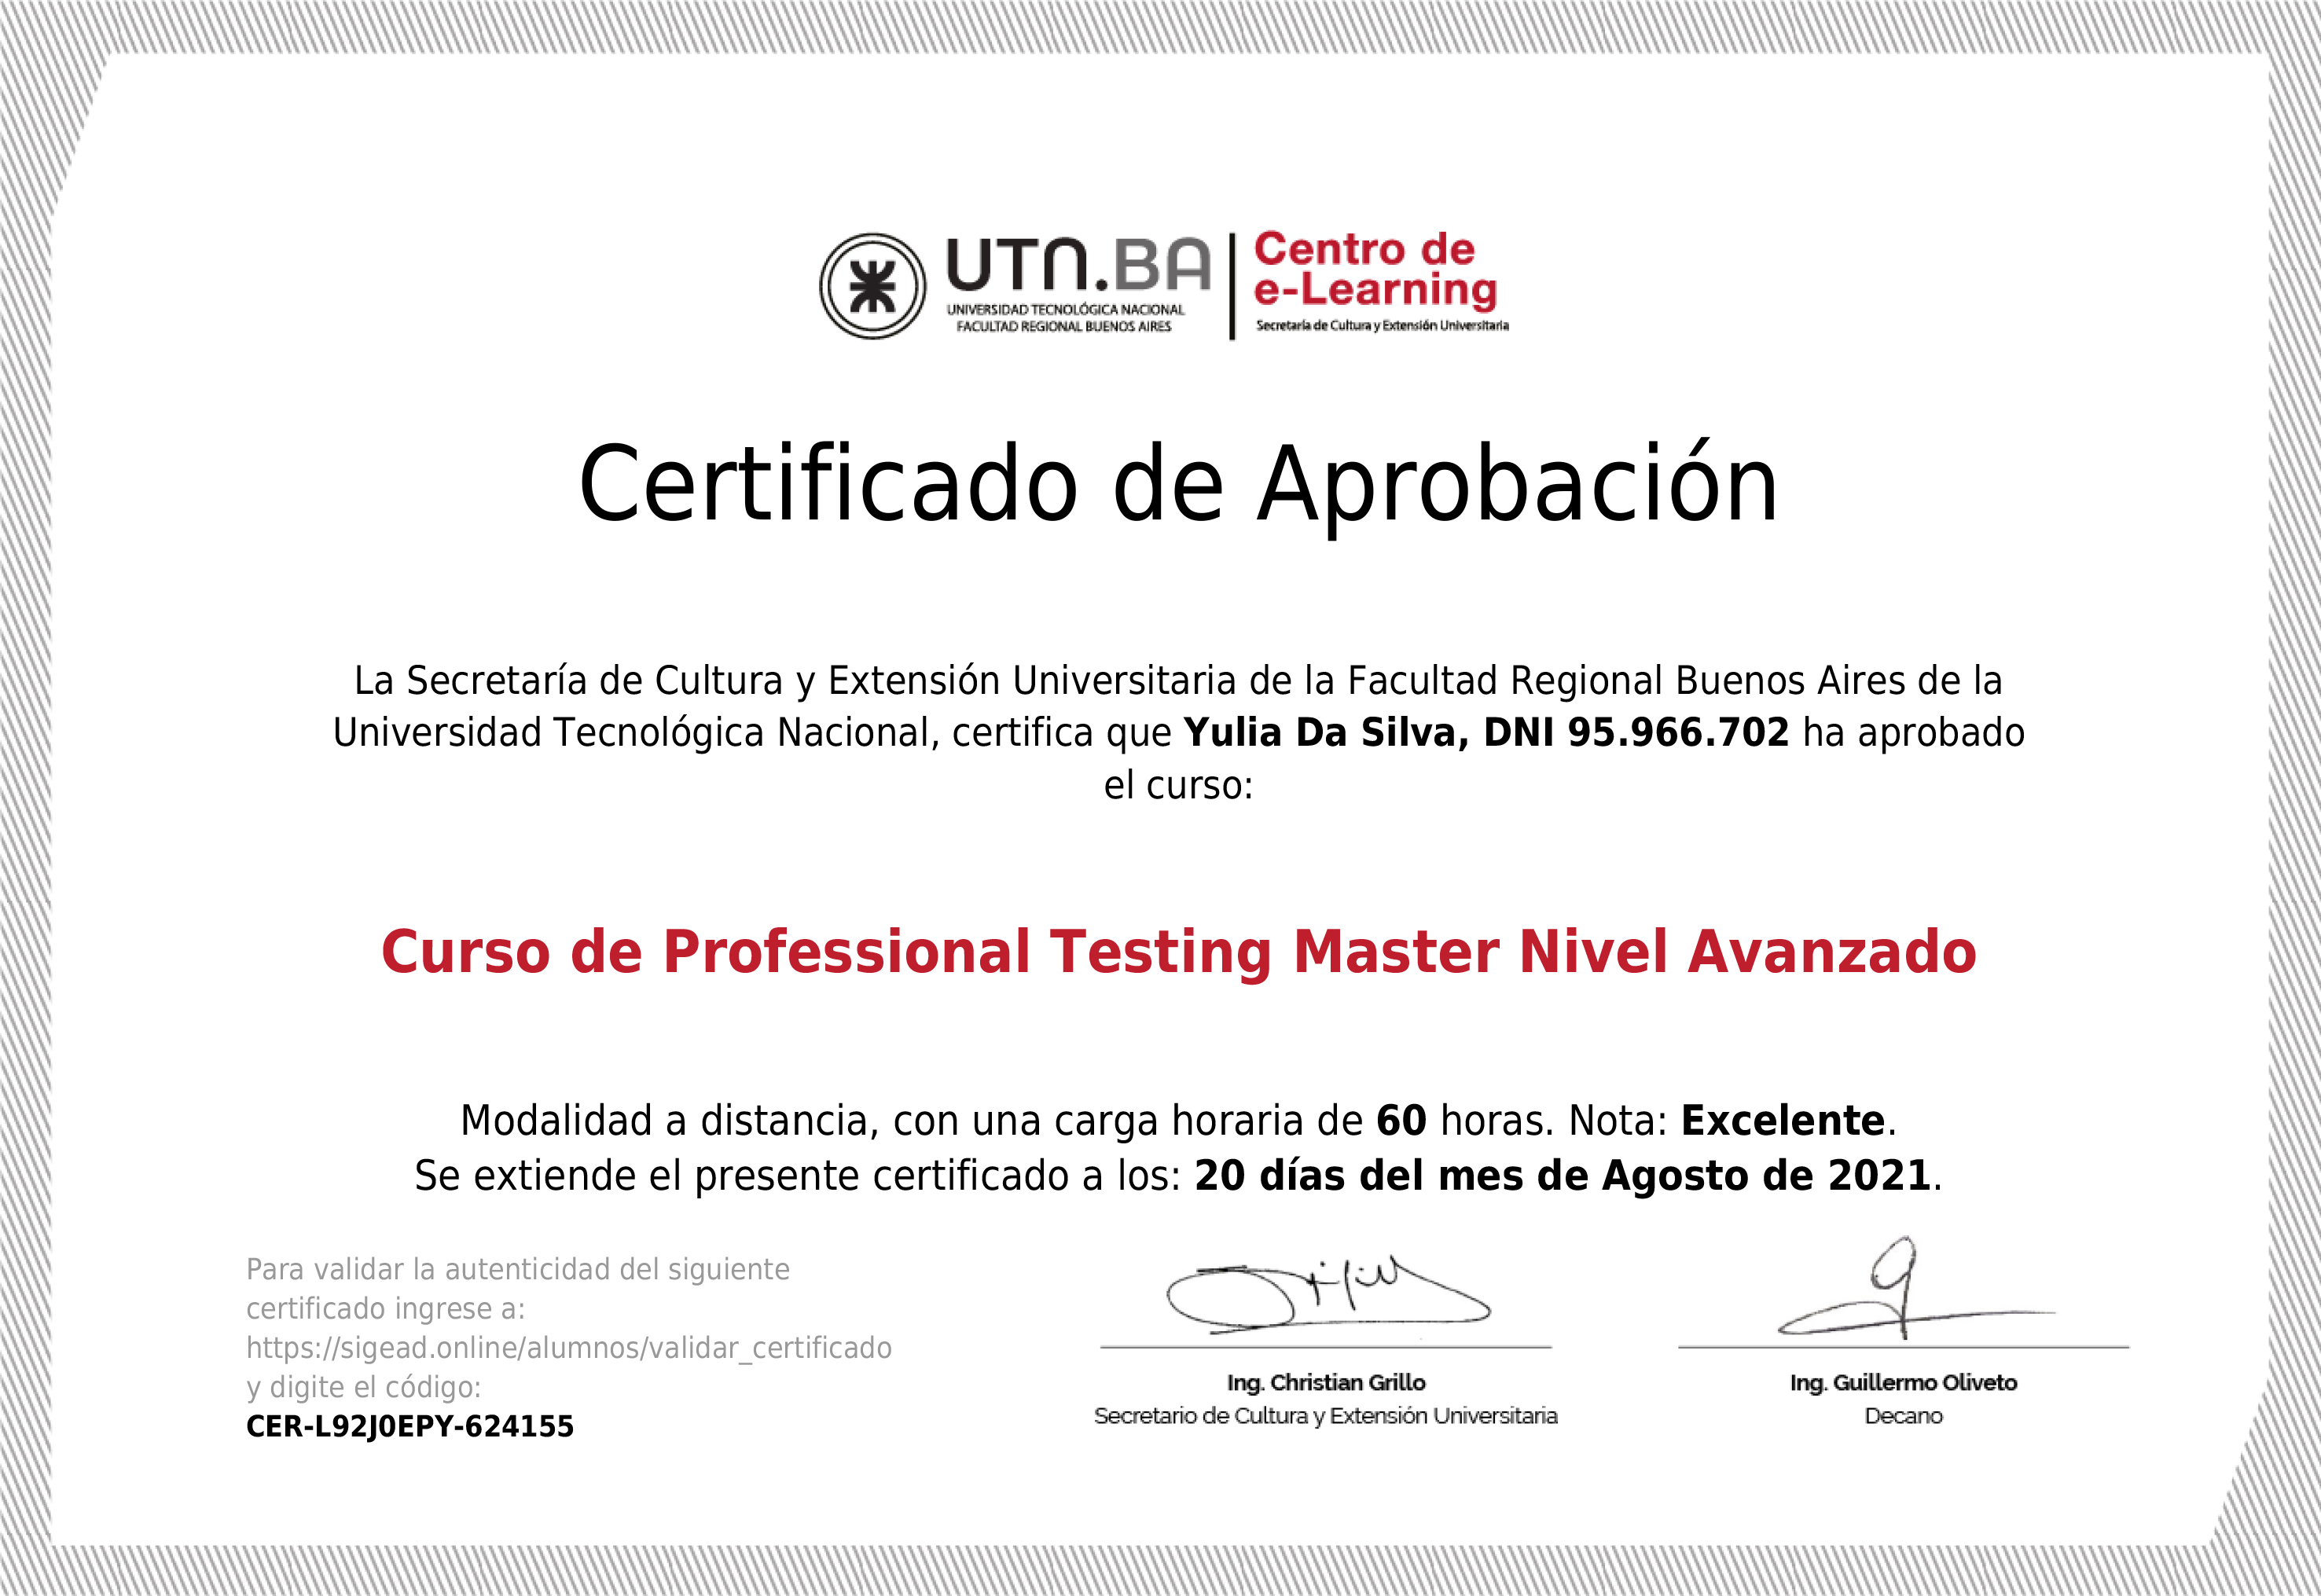 UTN.BA
UNIVERSIDAD TECNOLÓGICA NACIONAL
FACULTAD REGIONAL BUENOS AIRES
Centro de
e-Learning
Secretaría de Cultura y Extensión Universitaria
Certificado de Aprobación
La Secretaría de Cultura y Extensión Universitaria de la Facultad Regional Buenos Aires de la
Universidad Tecnológica Nacional, certifica que Yulia Da Silva, DNI 95.966.702 ha aprobado
el curso:
Curso de Professional Testing Master Nivel Avanzado
Modalidad a distancia, con una carga horaria de 60 horas. Nota: Excelente.
Se extiende el presente certificado a los: 20 días del mes de Agosto de 2021.
Para validar la autenticidad del siguiente
certificado ingrese a:
https://sigead.online/alumnos/validar_certificado
y digite el código:
CER-L92J0EPY-624155
Ing. Christian Grillo
Secretario de Cultura y Extensión Universitaria
Ing. Guillermo Oliveto
Decano